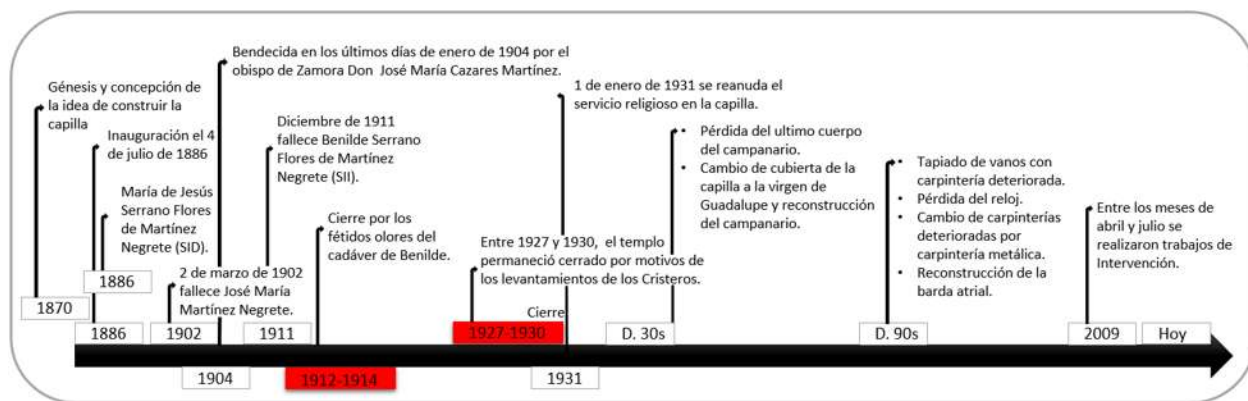 Génesis y concepción de
la idea de construir la
capilla
1870
Inauguración el 4
de julio de 1886
1886
María de Jesús
Serrano Flores
de Martínez
Negrete (SID).
1886
2 de marzo de 1902
fallece José María
Martínez Negrete.
1902
Bendecida en los últimos días de enero de 1904 por el
obispo de Zamora Don José María Cazares Martínez.
1904
Diciembre de 1911
fallece Benilde Serrano
Flores de Martínez
Negrete (SII).
1911
Cierre por los
fétidos olores del
cadáver de Benilde.
1912-1914
Entre 1927 y 1930, el templo
permaneció cerrado por motivos de
los levantamientos de los Cristeros.
Cierre
1927-1930
1 de enero de 1931 se reanuda el
servicio religioso en la capilla.
1931
• Pérdida del ultimo cuerpo
del campanario.
• Cambio de cubierta de la
capilla a la virgen de
Guadalupe y reconstrucción
del campanario.
D. 30s
• Tapiado de vanos con
carpintería deteriorada.
• Pérdida del reloj.
• Cambio de carpinterías
deterioradas por
carpintería metálica.
• Reconstrucción de la
barda atrial.
D. 90s
Entre los meses de
abril y julio se
realizaron trabajos de
Intervención.
2009
Hoy